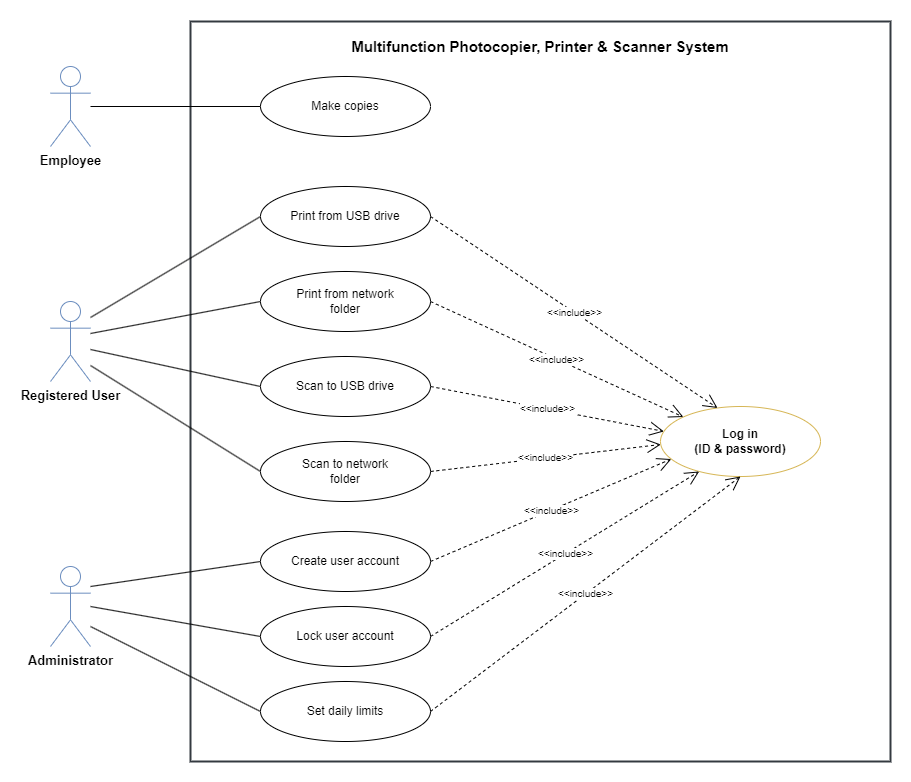 Multifunction Photocopier, Printer & Scanner System
Make copies
Employee
Print from USB drive
Print from network
folder
<<include>>
<<include>>
Registered User
Scan to USB drive
<<include>>
Log in
(ID & password)
Scan to network
folder
<<include>>
<<include>>
Create user account
<<include>>
<<include>>
Lock user account
Administrator
Set daily limits